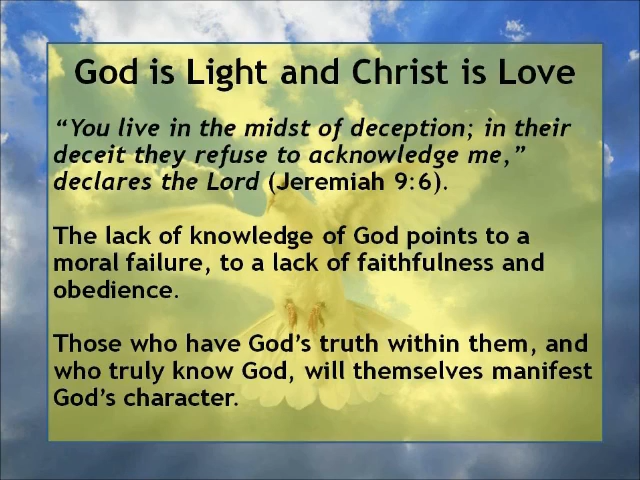 God is Light and Christ is Love
“You live in the midst of deception; in their
deceit they refuse to acknowledge me,”
declares the Lord (Jeremiah 9:6).
The lack of knowledge of God points to a
moral failure, to a lack of faithfulness and
obedience.
Those who have God’s truth within them, and
who truly know God, will themselves manifest
God’s character.